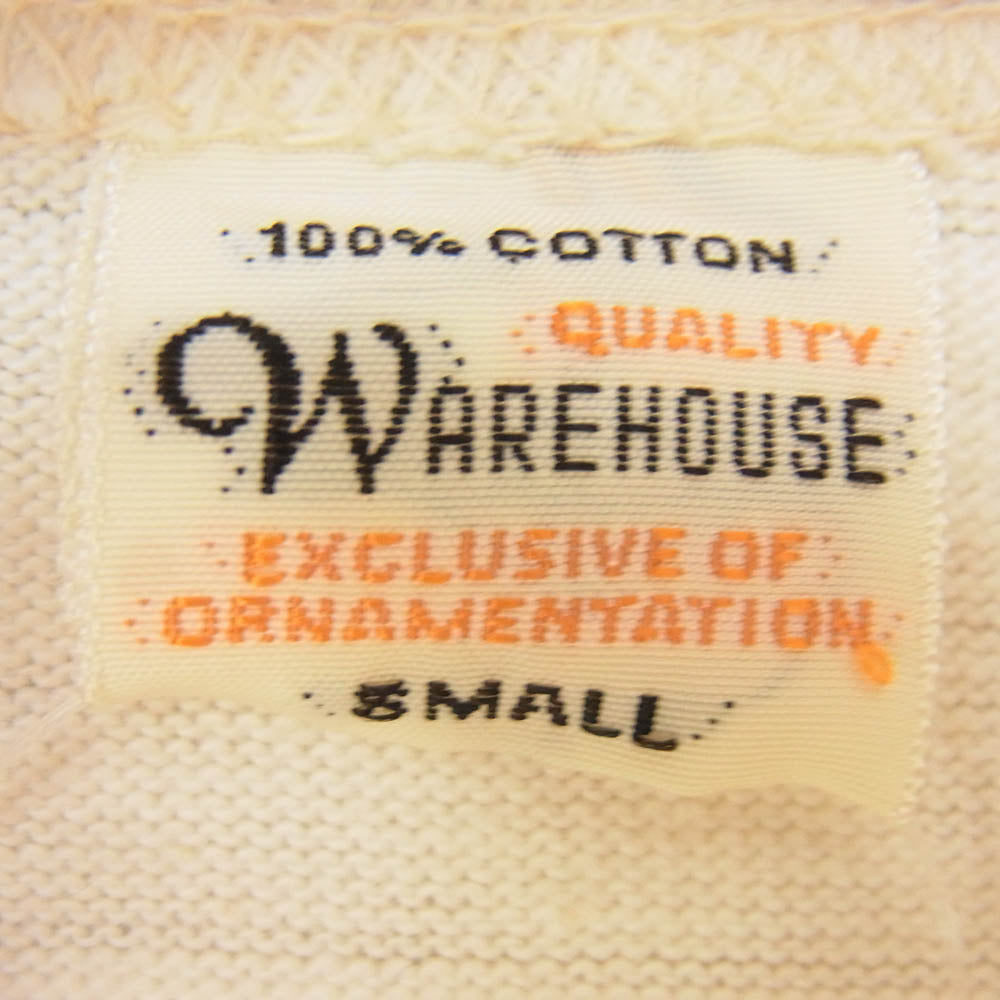 100% COTTON
QUALITY
WAREHOUSE
EXCLUSIVE OF
ORNAMENTATION
SMALL